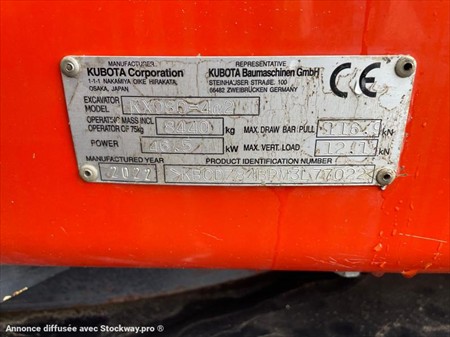 MANUFACTURER
KUBOTA Corporation
1-1-1 NAKAMIYA OIKE HIRAKATA,
OSAKA, JAPAN
REPRESENTATIVE
KUBOTA Baumaschinen GmbH
STEINHAUSER STRAßE. 100
66482 ZWEIBRÜCKEN GERMANY
CE
EXCAVATOR
MODEL
OPERATING MASS INCL.
OPERATOR OF 75kg kg
MAX. DRAW BAR PULL kN
POWER kW
MAX. VERT. LOAD kN
MANUFACTURED YEAR
PRODUCT IDENTIFICATION NUMBER
2022
Annonce diffusée avec Stockway.pro ®